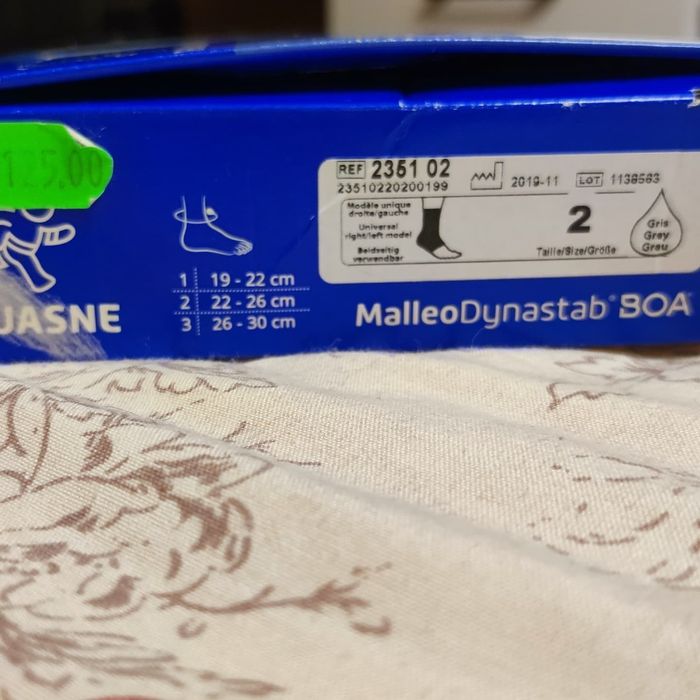 125,00
REF 2351 02
23510220200199
2019-11
LOT 1138583
Modèle unique
droite/gauche
Universal
right/left model
Beidseitig
verwendbar
2
Taille/Size/Größe
Gris
Grey
Grau
1 19 - 22 cm
2 22 - 26 cm
3 26 - 30 cm
JASNE
MalleoDynastab® BOA